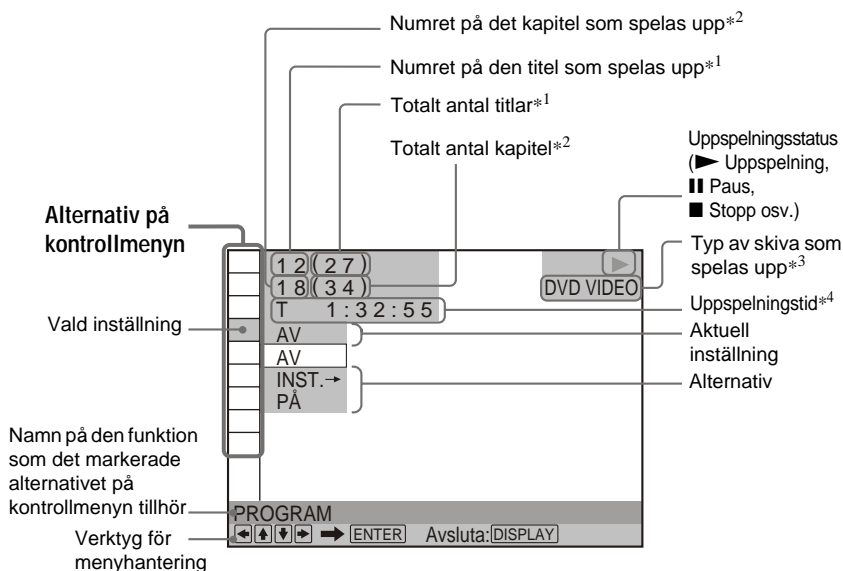 Numret på det kapitel som spelas upp*2
Numret på den titel som spelas upp*1
Totalt antal titlar*1
Totalt antal kapitel*2
Uppspelningsstatus
(▶ Uppspelning,
⏸ Paus,
■ Stopp osv.)
Alternativ på
kontrollmenyn
Typ av skiva som
spelas upp*3
12(27)
18(34)
DVD VIDEO
T 1:32:55
Uppspelningstid*4
Vald inställning
AV
Aktuell
inställning
AV
INST.→
PÅ
Alternativ
Namn på den funktion
som det markerade
alternativet på
kontrollmenyn tillhör
PROGRAM
←↑↓→ ➡ ENTER Avsluta:DISPLAY
Verktyg för
menyhantering